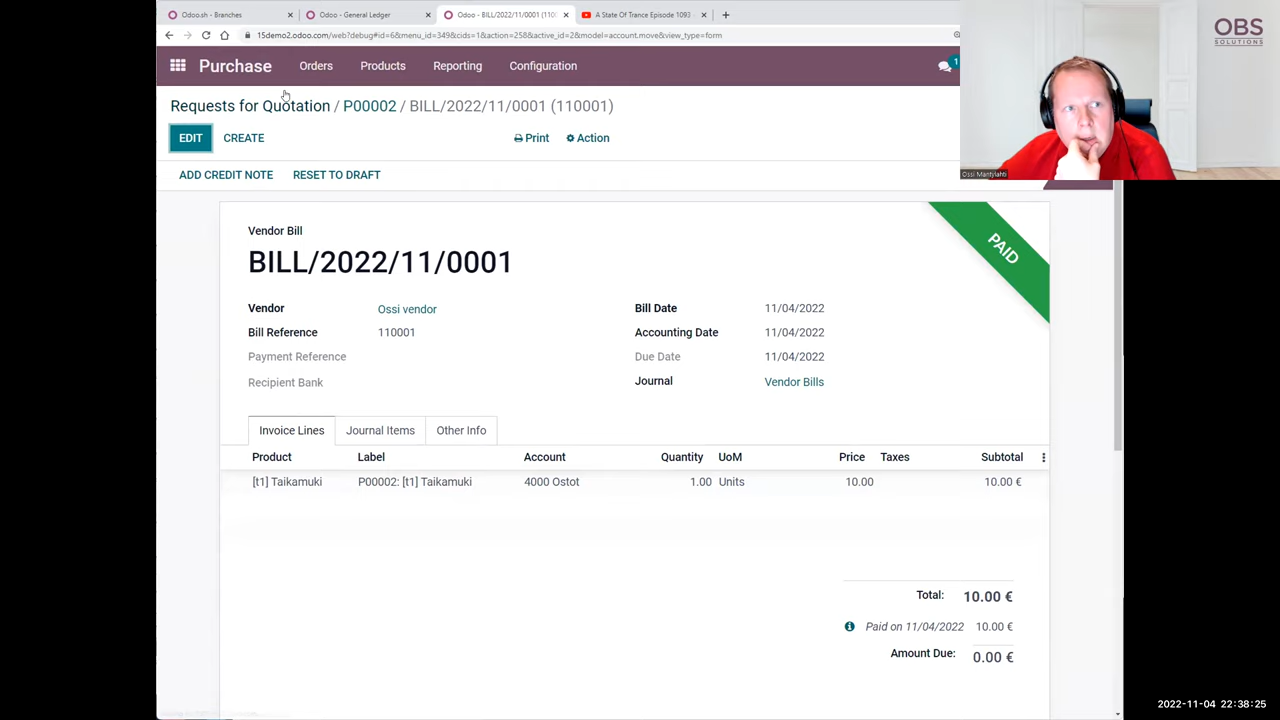 Odoo.sh - Branches
Odoo - General Ledger
Odoo - BILL/2022/11/0001 (1100
A State Of Trance Episode 1093
15demo2.odoo.com/web?debug#id=6&menu_id=349&cids=1&action=258&active_id=2&model=account.move&view_type=form
OBS
SOLUTIONS
Purchase Orders Products Reporting Configuration 1
Requests for Quotation / P00002 / BILL/2022/11/0001 (110001)
EDIT CREATE Print Action
ADD CREDIT NOTE RESET TO DRAFT
Ossi Mantylahti
Vendor Bill
BILL/2022/11/0001
PAID
Vendor Ossi vendor Bill Date 11/04/2022
Bill Reference 110001 Accounting Date 11/04/2022
Payment Reference Due Date 11/04/2022
Recipient Bank Journal Vendor Bills
Invoice Lines Journal Items Other Info
Product Label Account Quantity UoM Price Taxes Subtotal
[t1] Taikamuki P00002: [t1] Taikamuki 4000 Ostot 1.00 Units 10.00 10.00 €
Total: 10.00 €
Paid on 11/04/2022 10.00 €
Amount Due: 0.00 €
2022-11-04 22:38:25